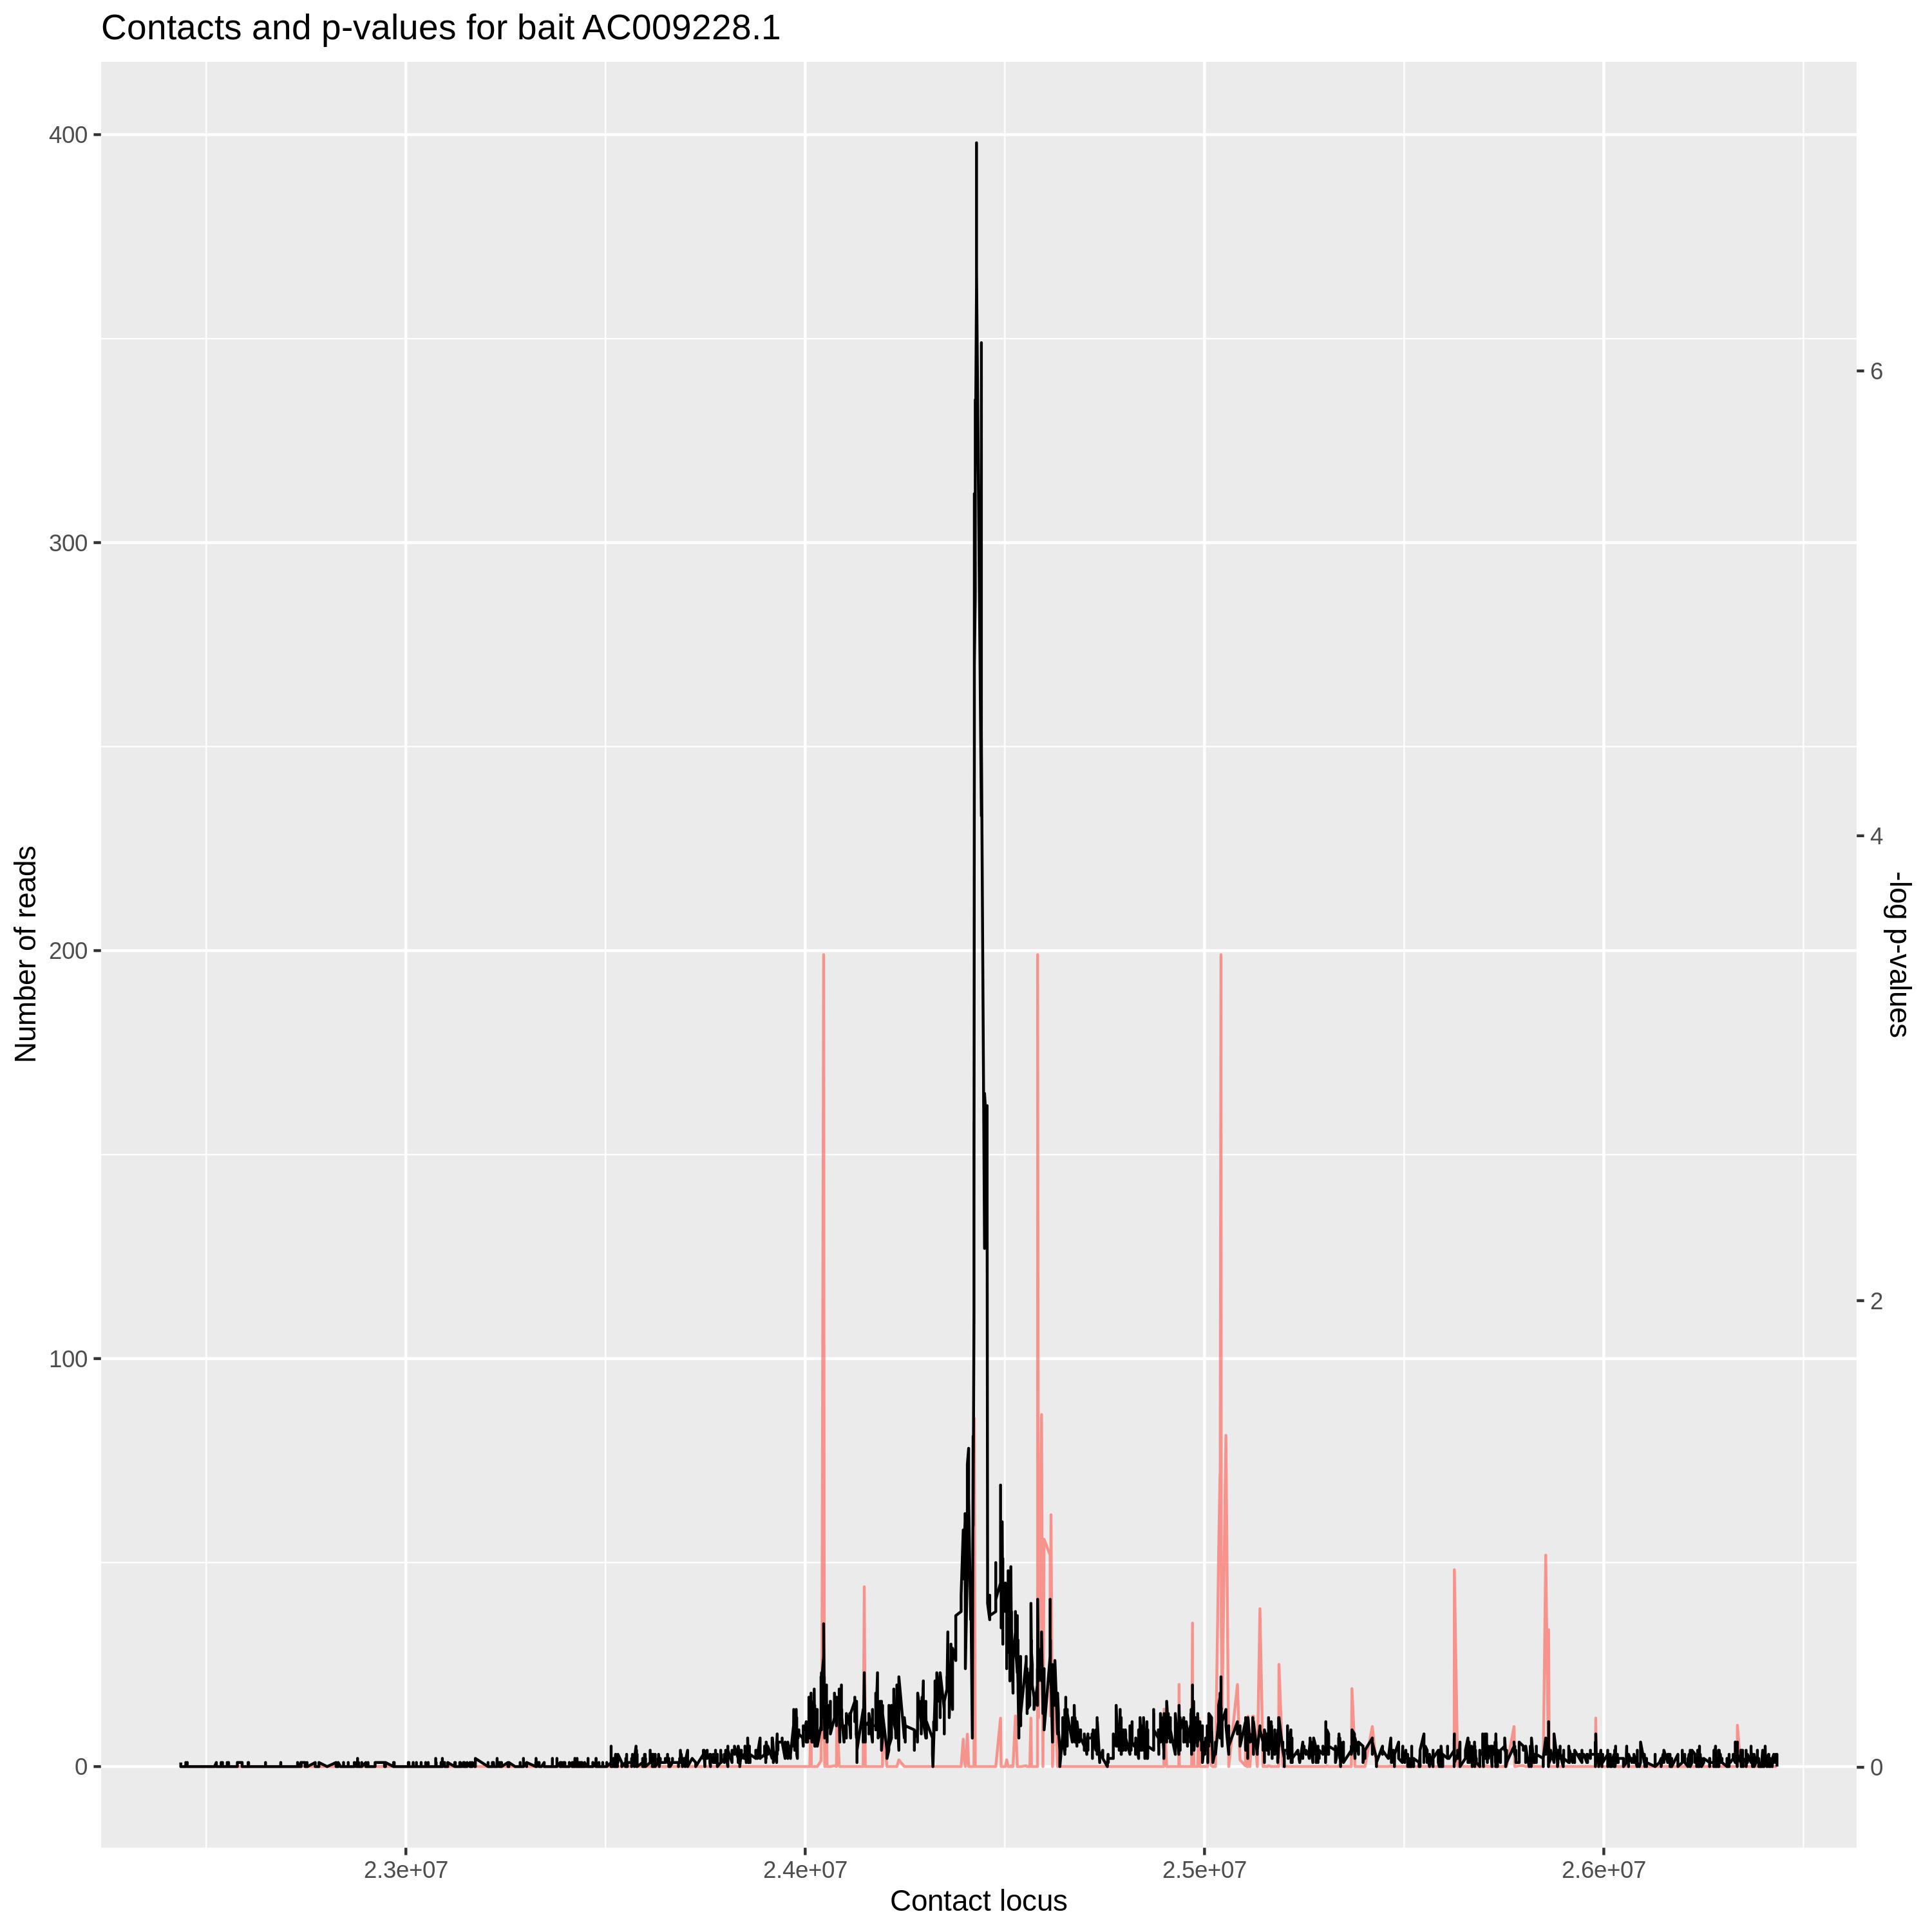 Contacts and p-values for bait AC009228.1
400
300
200
100
0
Number of reads
6
4
2
0
-log p-values
2.3e+07
2.4e+07
2.5e+07
2.6e+07
Contact locus